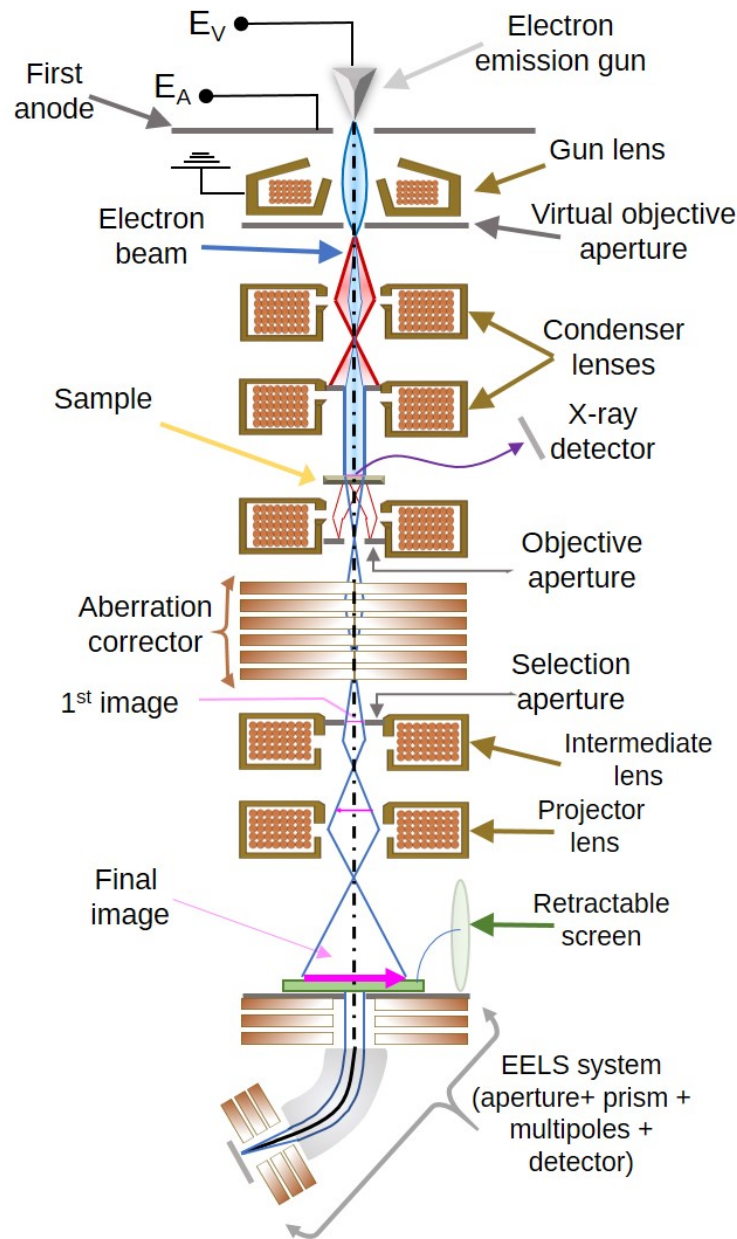 E_V
Electron
emission gun
First
anode
E_A
Gun lens
Virtual objective
aperture
Electron
beam
Condenser
lenses
Sample
X-ray
detector
Objective
aperture
Aberration
corrector
Selection
aperture
1st image
Intermediate
lens
Projector
lens
Final
image
Retractable
screen
EELS system
(aperture+ prism +
multipoles +
detector)